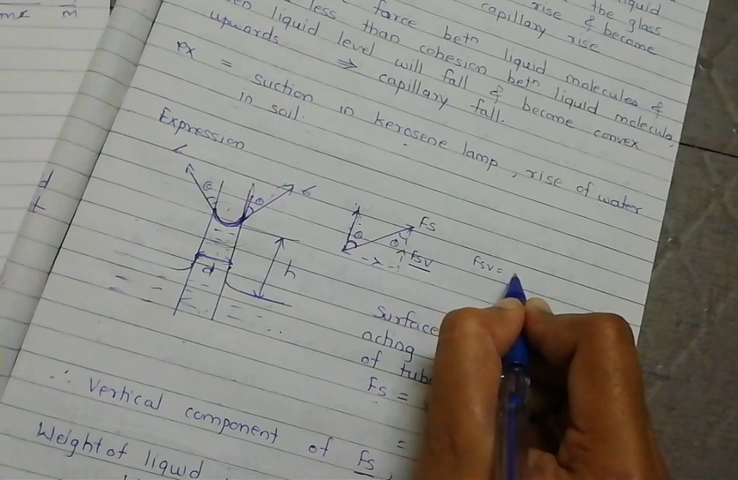 liquid
the glass
rise & become
capillary rise
farce betn liquid molecules &
less than cohesion betn liquid molecule,
liquid level will fall & become convex
upwards. ⇒ capillary fall.
Ex = suction in kerosene lamp, rise of water
in soil.
Expression
θ
θ
d
h
θ
Fs
θ
Fsv
Fsv =
Surface
acting
of tub
Fs =
=
∴ Vertical component of Fs
Weight of liquid